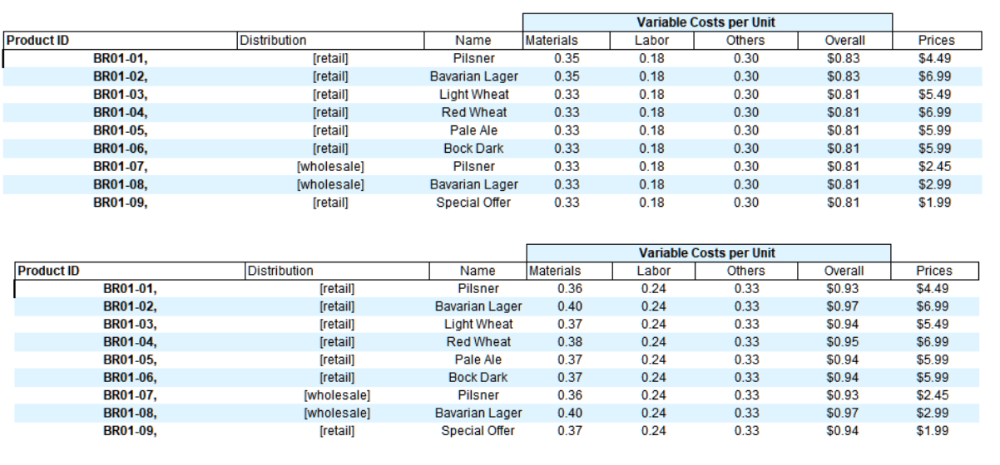 Variable Costs per Unit
Product ID Distribution Name Materials Labor Others Overall Prices
BR01-01, [retail] Pilsner 0.35 0.18 0.30 $0.83 $4.49
BR01-02, [retail] Bavarian Lager 0.35 0.18 0.30 $0.83 $6.99
BR01-03, [retail] Light Wheat 0.33 0.18 0.30 $0.81 $5.49
BR01-04, [retail] Red Wheat 0.33 0.18 0.30 $0.81 $6.99
BR01-05, [retail] Pale Ale 0.33 0.18 0.30 $0.81 $5.99
BR01-06, [retail] Bock Dark 0.33 0.18 0.30 $0.81 $5.99
BR01-07, [wholesale] Pilsner 0.33 0.18 0.30 $0.81 $2.45
BR01-08, [wholesale] Bavarian Lager 0.33 0.18 0.30 $0.81 $2.99
BR01-09, [retail] Special Offer 0.33 0.18 0.30 $0.81 $1.99
Variable Costs per Unit
Product ID Distribution Name Materials Labor Others Overall Prices
BR01-01, [retail] Pilsner 0.36 0.24 0.33 $0.93 $4.49
BR01-02, [retail] Bavarian Lager 0.40 0.24 0.33 $0.97 $6.99
BR01-03, [retail] Light Wheat 0.37 0.24 0.33 $0.94 $5.49
BR01-04, [retail] Red Wheat 0.38 0.24 0.33 $0.95 $6.99
BR01-05, [retail] Pale Ale 0.37 0.24 0.33 $0.94 $5.99
BR01-06, [retail] Bock Dark 0.37 0.24 0.33 $0.94 $5.99
BR01-07, [wholesale] Pilsner 0.36 0.24 0.33 $0.93 $2.45
BR01-08, [wholesale] Bavarian Lager 0.40 0.24 0.33 $0.97 $2.99
BR01-09, [retail] Special Offer 0.37 0.24 0.33 $0.94 $1.99